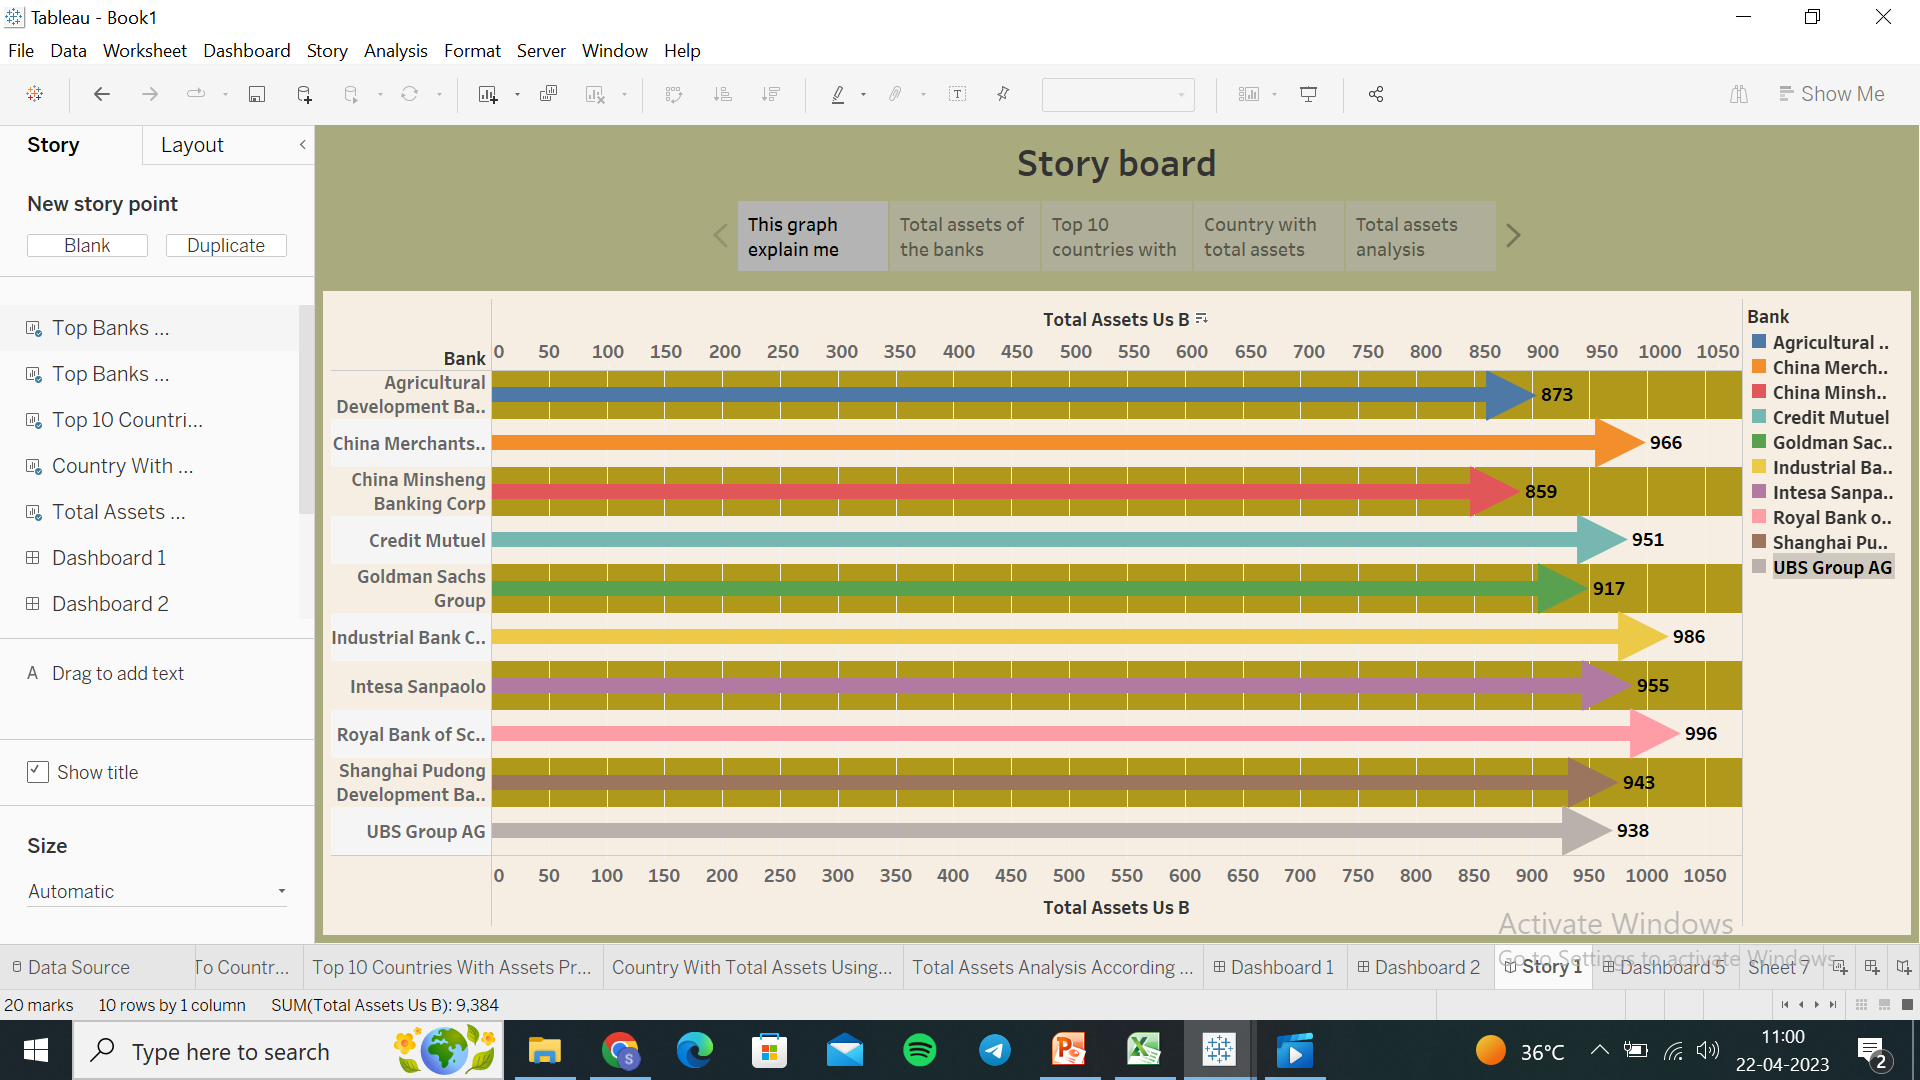 Tableau - Book1
File Data Worksheet Dashboard Story Analysis Format Server Window Help
Show Me
Story Layout
New story point
Blank Duplicate
Top Banks ...
Top Banks ...
Top 10 Countri...
Country With ...
Total Assets ...
Dashboard 1
Dashboard 2
A Drag to add text
Show title
Size
Automatic
Story board
This graph
explain me
Total assets of
the banks
Top 10
countries with
Country with
total assets
Total assets
analysis
Total Assets Us B
Bank 0 50 100 150 200 250 300 350 400 450 500 550 600 650 700 750 800 850 900 950 1000 1050
Agricultural
Development Ba.. 873
China Merchants.. 966
China Minsheng
Banking Corp 859
Credit Mutuel 951
Goldman Sachs
Group 917
Industrial Bank C.. 986
Intesa Sanpaolo 955
Royal Bank of Sc.. 996
Shanghai Pudong
Development Ba.. 943
UBS Group AG 938
0 50 100 150 200 250 300 350 400 450 500 550 600 650 700 750 800 850 900 950 1000 1050
Total Assets Us B
Bank
Agricultural ..
China Merch..
China Minsh..
Credit Mutuel
Goldman Sac..
Industrial Ba..
Intesa Sanpa..
Royal Bank o..
Shanghai Pu..
UBS Group AG
Activate Windows
Go to Settings to activate Windows.
Data Source To Countr... Top 10 Countries With Assets Pr... Country With Total Assets Using... Total Assets Analysis According ... Dashboard 1 Dashboard 2 Story 1 Dashboard 5 Sheet 7
20 marks 10 rows by 1 column SUM(Total Assets Us B): 9,384
Type here to search
36°C
11:00
22-04-2023
2